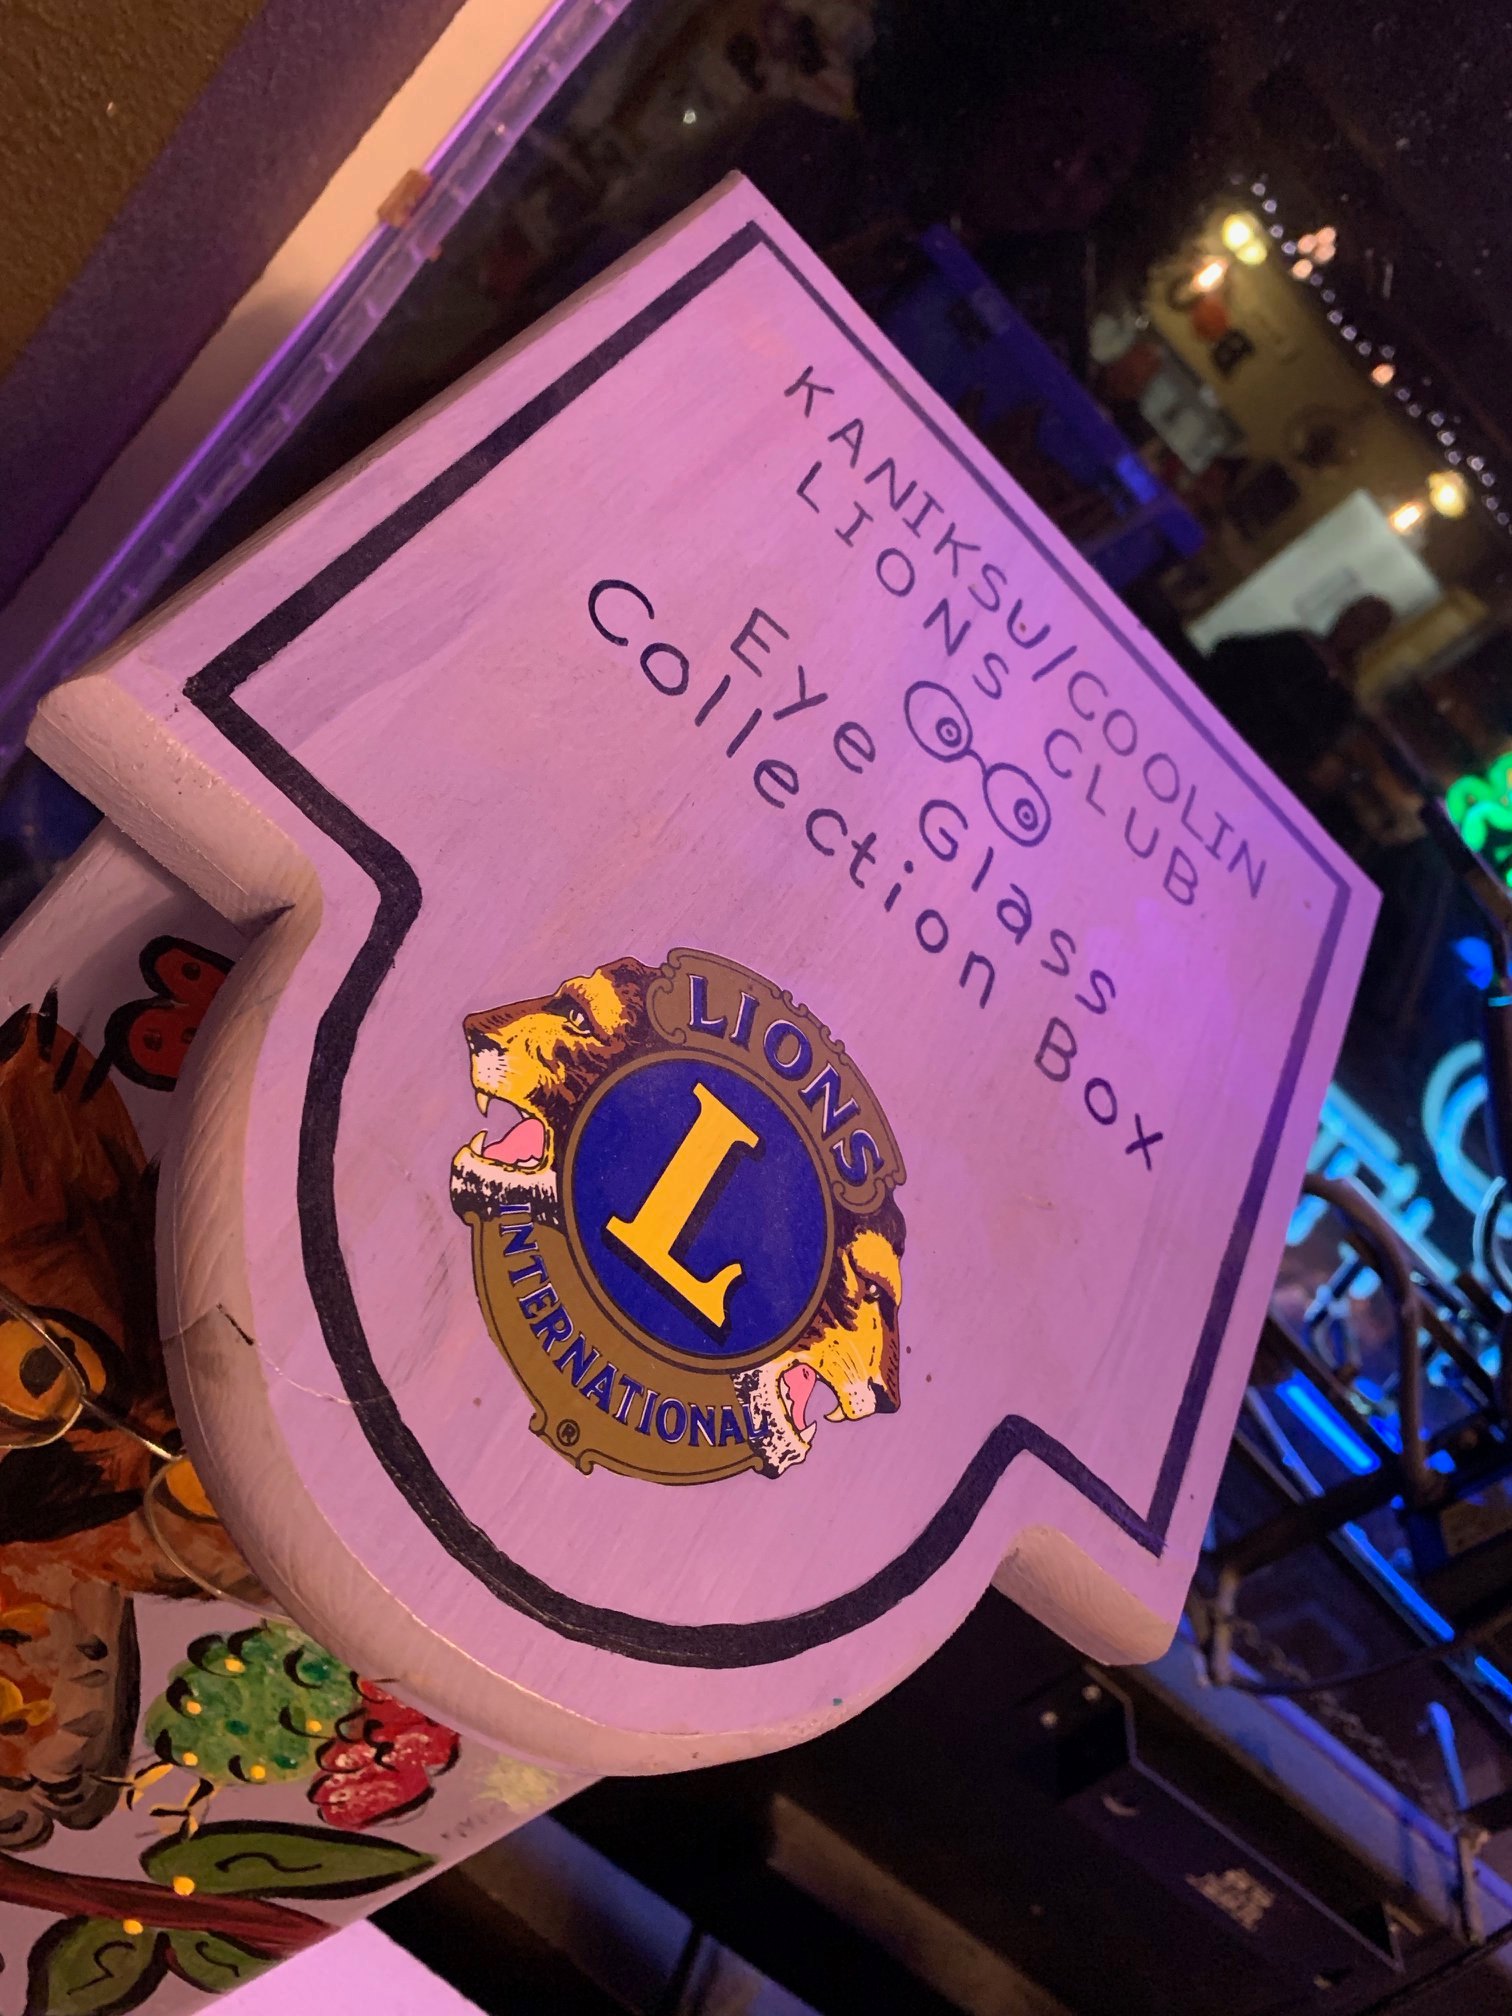 KANIKSU/COOLIN
LIONS CLUB
Eye Glass
Collection Box
LIONS
L
INTERNATIONAL
®